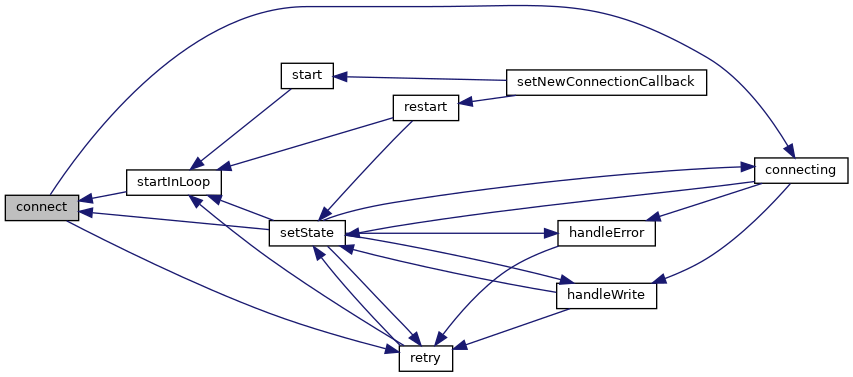 start
setNewConnectionCallback
restart
connecting
startInLoop
connect
setState
handleError
handleWrite
retry